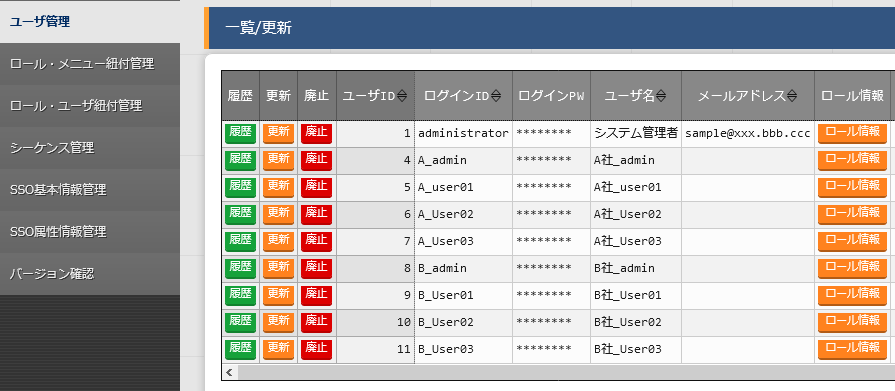 ユーザ管理
ロール・メニュー紐付管理
ロール・ユーザ紐付管理
シーケンス管理
SSO基本情報管理
SSO属性情報管理
バージョン確認
一覧/更新
履歴 更新 廃止 ユーザID ログインID ログインPW ユーザ名 メールアドレス ロール情報
履歴 更新 廃止 1 administrator ******** システム管理者 sample@xxx.bbb.ccc ロール情報
履歴 更新 廃止 4 A_admin ******** A社_admin ロール情報
履歴 更新 廃止 5 A_user01 ******** A社_user01 ロール情報
履歴 更新 廃止 6 A_User02 ******** A社_User02 ロール情報
履歴 更新 廃止 7 A_User03 ******** A社_User03 ロール情報
履歴 更新 廃止 8 B_admin ******** B社_admin ロール情報
履歴 更新 廃止 9 B_User01 ******** B社_User01 ロール情報
履歴 更新 廃止 10 B_User02 ******** B社_User02 ロール情報
履歴 更新 廃止 11 B_User03 ******** B社_User03 ロール情報